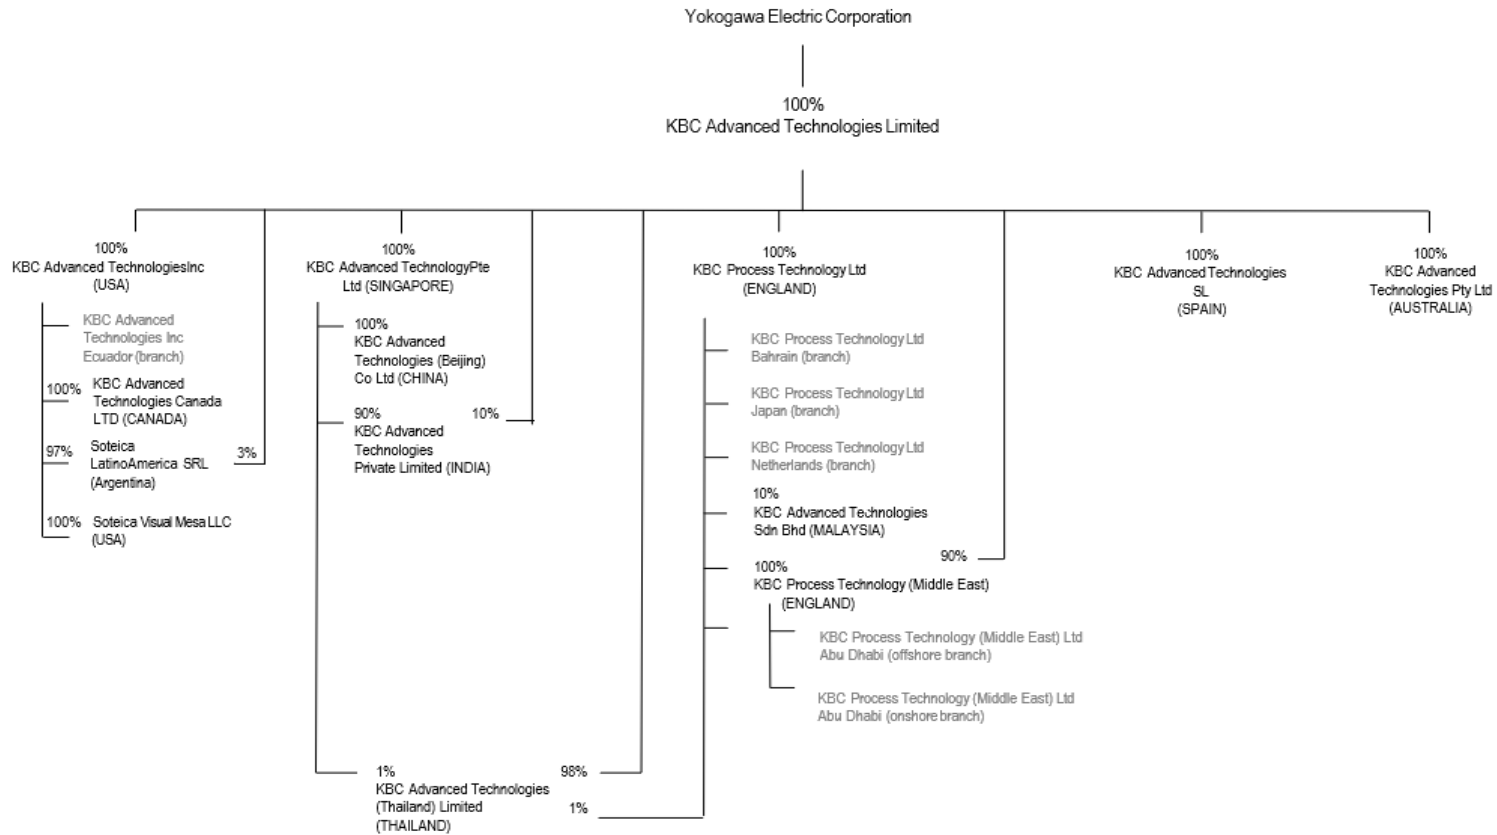 Yokogawa Electric Corporation
100%
KBC Advanced Technologies Limited
100%
KBC Advanced TechnologiesInc
(USA)
KBC Advanced
Technologies Inc
Ecuador (branch)
100%
KBC Advanced
Technologies Canada
LTD (CANADA)
97%
Soteica
LatinoAmerica SRL
(Argentina)
3%
100%
Soteica Visual Mesa LLC
(USA)
100%
KBC Advanced TechnologyPte
Ltd (SINGAPORE)
100%
KBC Advanced
Technologies (Beijing)
Co Ltd (CHINA)
90%
10%
KBC Advanced
Technologies
Private Limited (INDIA)
1%
98%
KBC Advanced Technologies
(Thailand) Limited
(THAILAND)
1%
100%
KBC Process Technology Ltd
(ENGLAND)
KBC Process Technology Ltd
Bahrain (branch)
KBC Process Technology Ltd
Japan (branch)
KBC Process Technology Ltd
Netherlands (branch)
10%
KBC Advanced Technologies
Sdn Bhd (MALAYSIA)
90%
100%
KBC Process Technology (Middle East)
(ENGLAND)
KBC Process Technology (Middle East) Ltd
Abu Dhabi (offshore branch)
KBC Process Technology (Middle East) Ltd
Abu Dhabi (onshore branch)
100%
KBC Advanced Technologies
SL
(SPAIN)
100%
KBC Advanced
Technologies Pty Ltd
(AUSTRALIA)